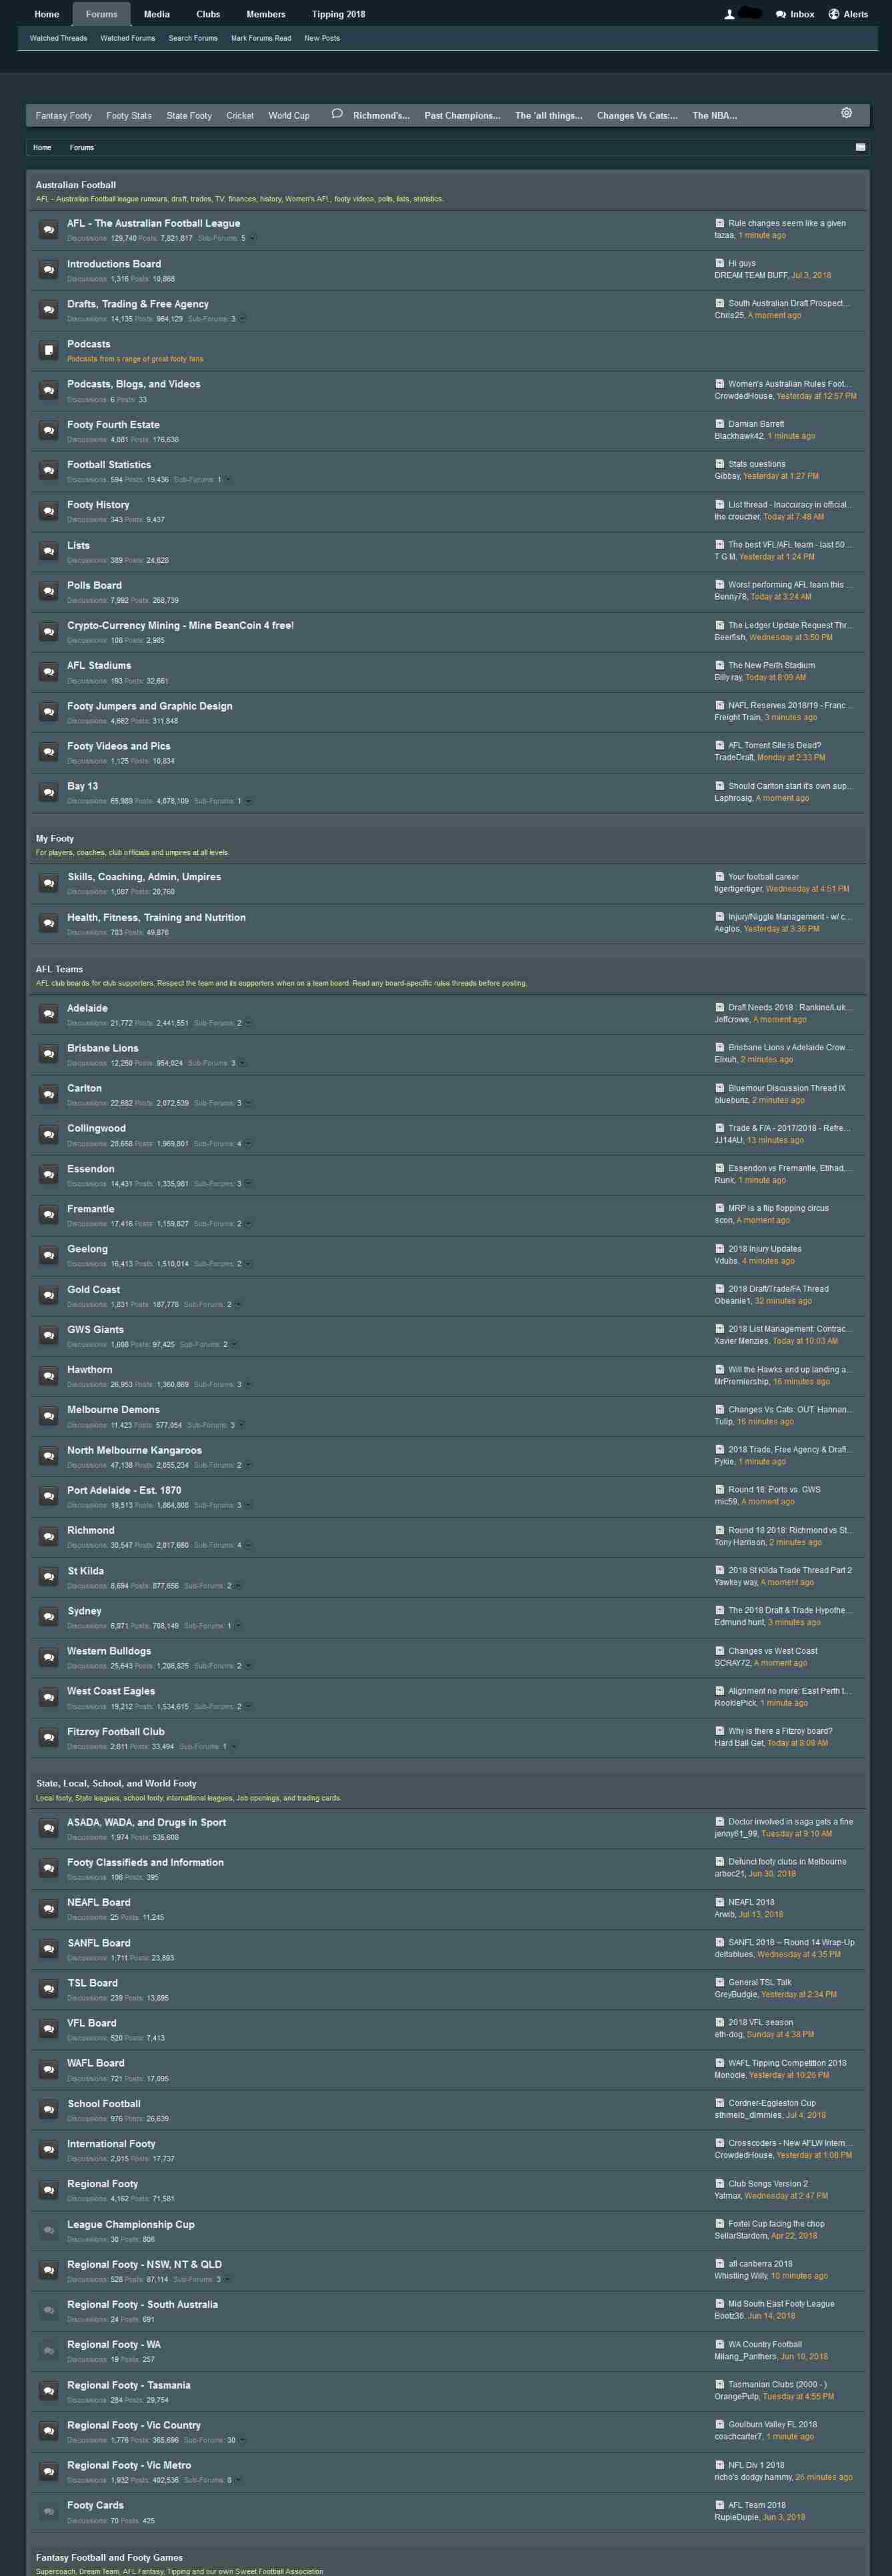 Home Forums Media Clubs Members Tipping 2018 Inbox Alerts
Watched Threads Watched Forums Search Forums Mark Forums Read New Posts
Fantasy Footy Footy Stats State Footy Cricket World Cup Richmond's... Past Champions... The 'all things... Changes Vs Cats:... The NBA...
Home Forums
Australian Football
AFL - Australian Football league rumours, draft, trades, TV, finances, history, Women's AFL, footy videos, polls, lists, statistics.
AFL - The Australian Football League Rule changes seem like a given
Discussions: 129,740 Posts: 7,821,817 Sub-Forums: 5 tazaa, 1 minute ago
Introductions Board Hi guys
Discussions: 1,316 Posts: 10,868 DREAM TEAM BUFF, Jul 3, 2018
Drafts, Trading & Free Agency South Australian Draft Prospect...
Discussions: 14,135 Posts: 964,129 Sub-Forums: 3 Chris25, A moment ago
Podcasts
Podcasts from a range of great footy fans
Podcasts, Blogs, and Videos Women's Australian Rules Foot...
Discussions: 6 Posts: 33 CrowdedHouse, Yesterday at 12:57 PM
Footy Fourth Estate Damian Barrett
Discussions: 4,081 Posts: 176,638 Blackhawk42, 1 minute ago
Football Statistics Stats questions
Discussions: 594 Posts: 19,436 Sub-Forums: 1 Gibbsy, Yesterday at 1:27 PM
Footy History List thread - Inaccuracy in official...
Discussions: 343 Posts: 9,437 the croucher, Today at 7:48 AM
Lists The best VFL/AFL team - last 50 ...
Discussions: 389 Posts: 24,628 T G M, Yesterday at 1:24 PM
Polls Board Worst performing AFL team this ...
Discussions: 7,992 Posts: 268,739 Benny78, Today at 3:24 AM
Crypto-Currency Mining - Mine BeanCoin 4 free! The Ledger Update Request Thr...
Discussions: 108 Posts: 2,985 Beerfish, Wednesday at 3:50 PM
AFL Stadiums The New Perth Stadium
Discussions: 193 Posts: 32,661 Billy ray, Today at 8:09 AM
Footy Jumpers and Graphic Design NAFL Reserves 2018/19 - Franc...
Discussions: 4,662 Posts: 311,848 Freight Train, 3 minutes ago
Footy Videos and Pics AFL Torrent Site is Dead?
Discussions: 1,125 Posts: 10,834 TradeDraft, Monday at 2:33 PM
Bay 13 Should Carlton start it's own sup...
Discussions: 65,989 Posts: 4,078,109 Sub-Forums: 1 Laphroaig, A moment ago
My Footy
For players, coaches, club officials and umpires at all levels
Skills, Coaching, Admin, Umpires Your football career
Discussions: 1,087 Posts: 20,760 tigertigertiger, Wednesday at 4:51 PM
Health, Fitness, Training and Nutrition Injury/Niggle Management - w/ c...
Discussions: 783 Posts: 49,876 Aeglos, Yesterday at 3:36 PM
AFL Teams
AFL club boards for club supporters. Respect the team and its supporters when on a team board. Read any board-specific rules threads before posting.
Adelaide Draft Needs 2018 : Rankine/Luk...
Discussions: 21,772 Posts: 2,441,551 Sub-Forums: 2 Jeffcrowe, A moment ago
Brisbane Lions Brisbane Lions v Adelaide Crow...
Discussions: 12,260 Posts: 954,024 Sub-Forums: 3 Elixuh, 2 minutes ago
Carlton Bluemour Discussion Thread IX
Discussions: 22,682 Posts: 2,072,539 Sub-Forums: 3 bluebunz, 2 minutes ago
Collingwood Trade & F/A - 2017/2018 - Refre...
Discussions: 28,658 Posts: 1,969,801 Sub-Forums: 4 JJ14AU, 13 minutes ago
Essendon Essendon vs Fremantle, Etihad,...
Discussions: 14,431 Posts: 1,335,981 Sub-Forums: 3 Runk, 1 minute ago
Fremantle MRP is a flip flopping circus
Discussions: 17,416 Posts: 1,159,827 Sub-Forums: 2 scon, A moment ago
Geelong 2018 Injury Updates
Discussions: 16,413 Posts: 1,510,014 Sub-Forums: 2 Vdubs, 4 minutes ago
Gold Coast 2018 Draft/Trade/FA Thread
Discussions: 1,831 Posts: 187,778 Sub-Forums: 2 Obeanie1, 32 minutes ago
GWS Giants 2018 List Management: Contrac...
Discussions: 1,608 Posts: 97,425 Sub-Forums: 2 Xavier Menzies, Today at 10:03 AM
Hawthorn Will the Hawks end up landing a...
Discussions: 26,953 Posts: 1,360,869 Sub-Forums: 3 MrPremiership, 16 minutes ago
Melbourne Demons Changes Vs Cats: OUT: Hannan...
Discussions: 11,423 Posts: 577,054 Sub-Forums: 3 Tulip, 16 minutes ago
North Melbourne Kangaroos 2018 Trade, Free Agency & Draft...
Discussions: 47,138 Posts: 2,055,234 Sub-Forums: 2 Pykie, 1 minute ago
Port Adelaide - Est. 1870 Round 18: Ports vs. GWS
Discussions: 19,513 Posts: 1,864,808 Sub-Forums: 3 mic59, A moment ago
Richmond Round 18 2018: Richmond vs St...
Discussions: 30,547 Posts: 2,017,660 Sub-Forums: 4 Tony Harrison, 2 minutes ago
St Kilda 2018 St Kilda Trade Thread Part 2
Discussions: 8,694 Posts: 877,656 Sub-Forums: 2 Yawkey way, A moment ago
Sydney The 2018 Draft & Trade Hypothe...
Discussions: 6,971 Posts: 708,149 Sub-Forums: 1 Edmund hunt, 3 minutes ago
Western Bulldogs Changes vs West Coast
Discussions: 25,643 Posts: 1,206,825 Sub-Forums: 2 SCRAY72, A moment ago
West Coast Eagles Alignment no more: East Perth t...
Discussions: 19,212 Posts: 1,534,615 Sub-Forums: 2 RookiePick, 1 minute ago
Fitzroy Football Club Why is there a Fitzroy board?
Discussions: 2,811 Posts: 33,494 Sub-Forums: 1 Hard Ball Get, Today at 8:08 AM
State, Local, School, and World Footy
Local footy, State leagues, school footy, international leagues, Job openings, and trading cards.
ASADA, WADA, and Drugs in Sport Doctor involved in saga gets a fine
Discussions: 1,974 Posts: 535,608 jenny61_99, Tuesday at 9:10 AM
Footy Classifieds and Information Defunct footy clubs in Melbourne
Discussions: 106 Posts: 395 arboc21, Jun 30, 2018
NEAFL Board NEAFL 2018
Discussions: 25 Posts: 11,245 Arwib, Jul 13, 2018
SANFL Board SANFL 2018 -- Round 14 Wrap-Up
Discussions: 1,711 Posts: 23,893 deltablues, Wednesday at 4:35 PM
TSL Board General TSL Talk
Discussions: 239 Posts: 13,895 GreyBudgie, Yesterday at 2:34 PM
VFL Board 2018 VFL season
Discussions: 520 Posts: 7,413 eth-dog, Sunday at 4:38 PM
WAFL Board WAFL Tipping Competition 2018
Discussions: 721 Posts: 17,095 Monocle, Yesterday at 10:26 PM
School Football Cordner-Eggleston Cup
Discussions: 976 Posts: 26,639 sthmelb_dimmies, Jul 4, 2018
International Footy Crosscoders - New AFLW Intern...
Discussions: 2,015 Posts: 17,737 CrowdedHouse, Yesterday at 1:08 PM
Regional Footy Club Songs Version 2
Discussions: 4,162 Posts: 71,581 Yatmax, Wednesday at 2:47 PM
League Championship Cup Foxtel Cup facing the chop
Discussions: 30 Posts: 806 SellarStardom, Apr 22, 2018
Regional Footy - NSW, NT & QLD afl canberra 2018
Discussions: 528 Posts: 87,114 Sub-Forums: 3 Whistling Willy, 10 minutes ago
Regional Footy - South Australia Mid South East Footy League
Discussions: 24 Posts: 691 Bootz36, Jun 14, 2018
Regional Footy - WA WA Country Football
Discussions: 19 Posts: 257 Milang_Panthers, Jun 10, 2018
Regional Footy - Tasmania Tasmanian Clubs (2000 - )
Discussions: 284 Posts: 29,754 OrangePulp, Tuesday at 4:55 PM
Regional Footy - Vic Country Goulburn Valley FL 2018
Discussions: 1,776 Posts: 365,696 Sub-Forums: 30 coachcarter7, 1 minute ago
Regional Footy - Vic Metro NFL Div 1 2018
Discussions: 1,932 Posts: 402,536 Sub-Forums: 8 richo's dodgy hammy, 26 minutes ago
Footy Cards AFL Team 2018
Discussions: 70 Posts: 425 RupieDupie, Jun 3, 2018
Fantasy Football and Footy Games
Supercoach, Dream Team, AFL Fantasy, Tipping and our own Sweet Football Association